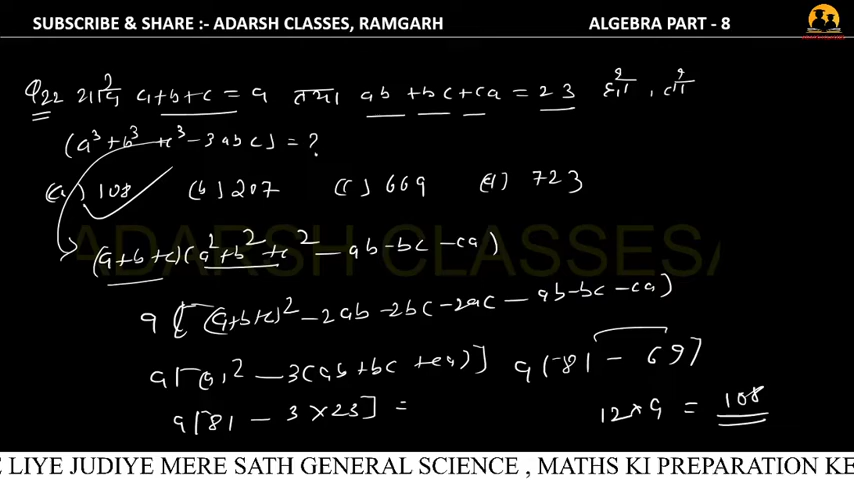 SUBSCRIBE & SHARE :- ADARSH CLASSES, RAMGARH ALGEBRA PART - 8
Q22 यदि a+b+c = 9 तथा ab + bc + ca = 23 है, तो
(a³ + b³ + c³ - 3abc) = ?
(a) 108 (b) 207 (c) 669 (d) 723
ADARSH CLASSES
(a+b+c)(a² + b² + c² - ab - bc - ca)
9 [(a+b+c)² - 2ab - 2bc - 2ac - ab - bc - ca)]
9[(9)² - 3(ab + bc + ca)] 9[81 - 69]
9[81 - 3×23] = 12×9 = 108
E LIYE JUDIYE MERE SATH GENERAL SCIENCE , MATHS KI PREPARATION KE